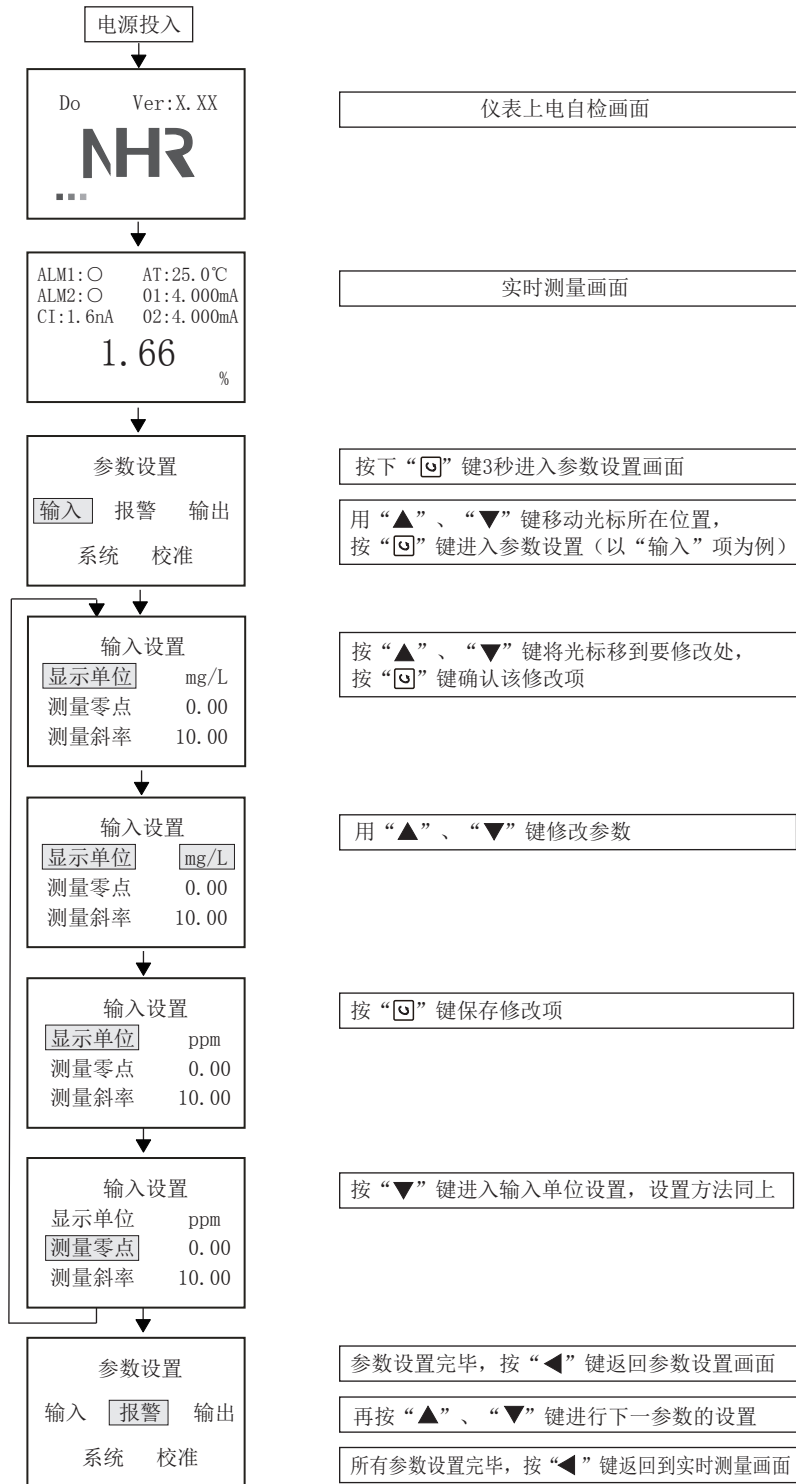 电源投入
Do Ver:X.XX
NHR
仪表上电自检画面
ALM1:○ AT:25.0℃
ALM2:○ 01:4.000mA
CI:1.6nA 02:4.000mA
1.66
%
实时测量画面
参数设置
输入 报警 输出
系统 校准
按下“”键3秒进入参数设置画面
用“▲”、“▼”键移动光标所在位置,
按“”键进入参数设置(以“输入”项为例)
输入设置
显示单位 mg/L
测量零点 0.00
测量斜率 10.00
按“▲”、“▼”键将光标移到要修改处,
按“”键确认该修改项
输入设置
显示单位 mg/L
测量零点 0.00
测量斜率 10.00
用“▲”、“▼”键修改参数
输入设置
显示单位 ppm
测量零点 0.00
测量斜率 10.00
按“”键保存修改项
输入设置
显示单位 ppm
测量零点 0.00
测量斜率 10.00
按“▼”键进入输入单位设置,设置方法同上
参数设置
输入 报警 输出
系统 校准
参数设置完毕,按“◀”键返回参数设置画面
再按“▲”、“▼”键进行下一参数的设置
所有参数设置完毕,按“◀”键返回到实时测量画面